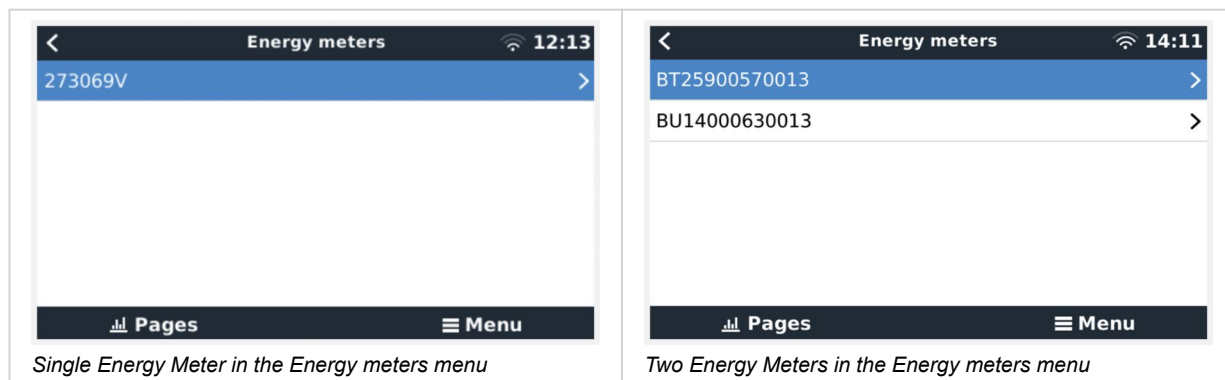 Energy meters 12:13
273069V
Pages Menu
Single Energy Meter in the Energy meters menu
Energy meters 14:11
BT25900570013
BU14000630013
Pages Menu
Two Energy Meters in the Energy meters menu